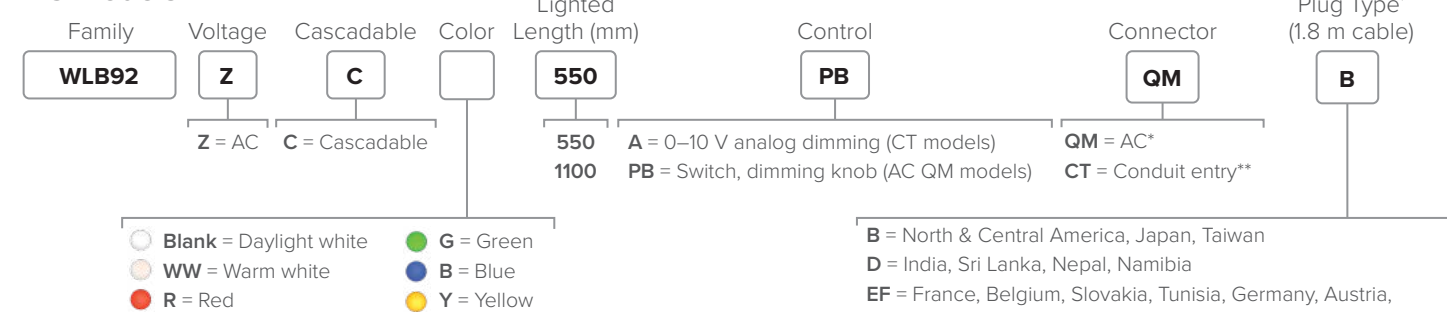 Lighted
Plug Type
Family Voltage Cascadable Color Length (mm) Control Connector (1.8 m cable)
WLB92 Z C 550 PB QM B
Z = AC C = Cascadable 550 A = 0–10 V analog dimming (CT models) QM = AC*
1100 PB = Switch, dimming knob (AC QM models) CT = Conduit entry**
Blank = Daylight white G = Green
WW = Warm white B = Blue
R = Red Y = Yellow
B = North & Central America, Japan, Taiwan
D = India, Sri Lanka, Nepal, Namibia
EF = France, Belgium, Slovakia, Tunisia, Germany, Austria,